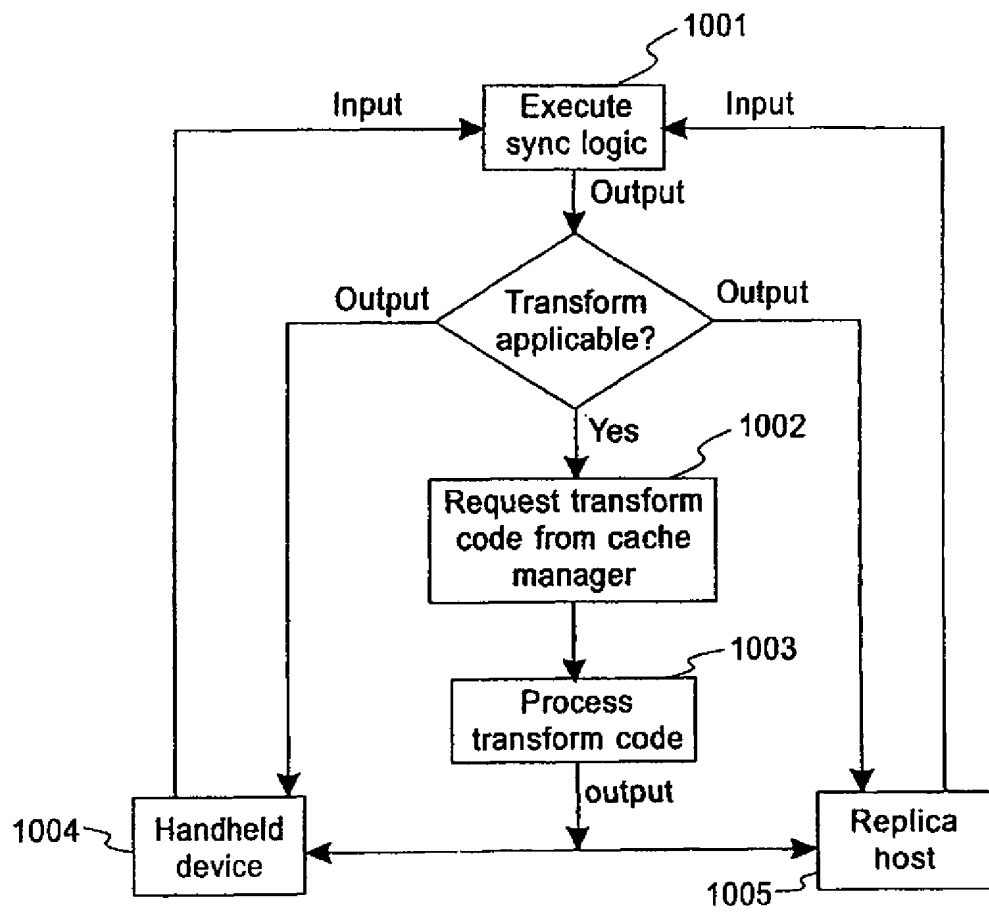 1001
Input
Execute
sync logic
Input
Output
Output
Transform
applicable?
Output
Yes
1002
Request transform
code from cache
manager
1003
Process
transform code
output
1004
Handheld
device
Replica
host
1005